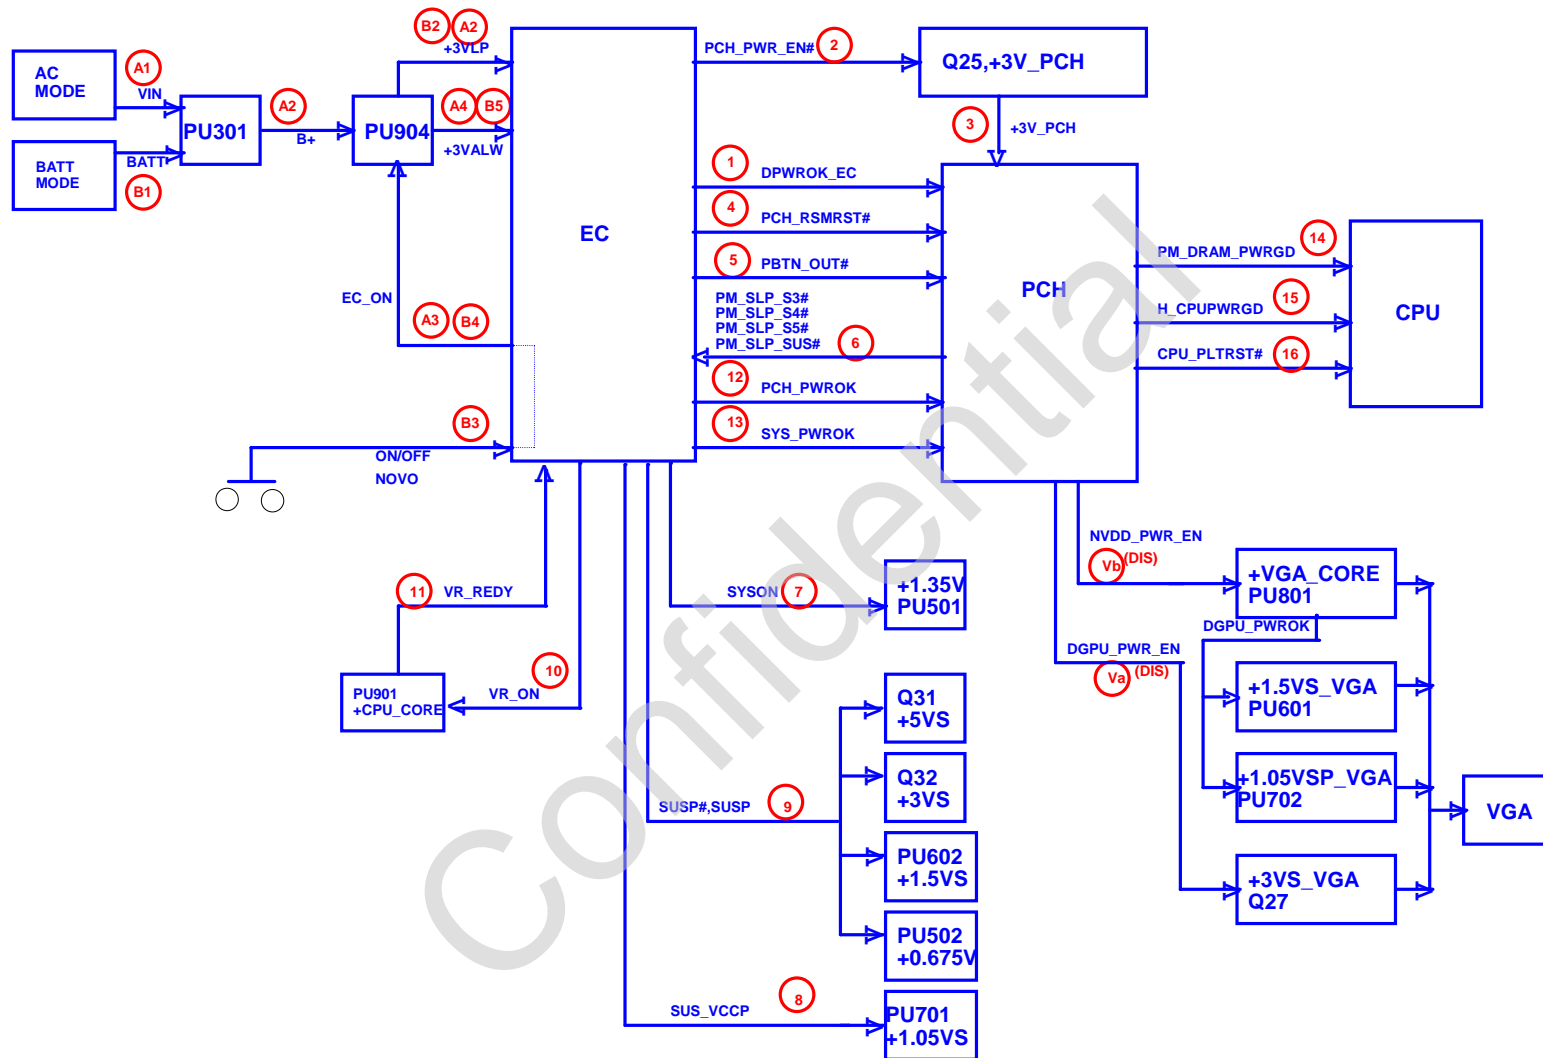 B2 A2
+3VLP
PCH_PWR_EN# 2
Q25,+3V_PCH
AC
MODE
A1
VIN
PU301
A2
B+
PU904
A4 B5
+3VALW
BATT
MODE
BATT
B1
3
+3V_PCH
1
DPWROK_EC
4
PCH_RSMRST#
5
PBTN_OUT#
EC
PCH
PM_SLP_S3#
PM_SLP_S4#
PM_SLP_S5#
PM_SLP_SUS#
6
12
PCH_PWROK
13
SYS_PWROK
PM_DRAM_PWRGD
14
H_CPUPWRGD
15
CPU_PLTRST#
16
CPU
EC_ON
A3 B4
B3
ON/OFF
NOVO
11
VR_REDY
10
VR_ON
PU901
+CPU_CORE
SYSON 7
+1.35V
PU501
NVDD_PWR_EN
Vb (DIS)
+VGA_CORE
PU801
DGPU_PWROK
DGPU_PWR_EN
Va (DIS)
+1.5VS_VGA
PU601
+1.05VSP_VGA
PU702
+3VS_VGA
Q27
VGA
Q31
+5VS
Q32
+3VS
SUSP#,SUSP 9
PU602
+1.5VS
PU502
+0.675V
SUS_VCCP 8
PU701
+1.05VS
Confidential